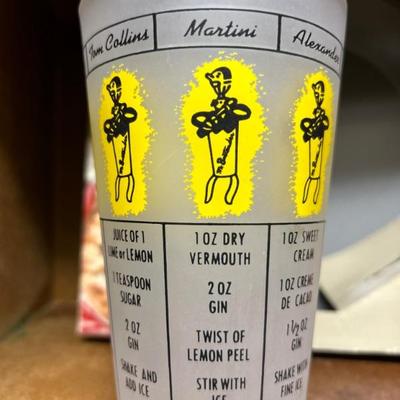 Tom Collins
JUICE OF 1
LIME or LEMON
1 TEASPOON
SUGAR
2 OZ
GIN
SHAKE AND
ADD ICE
Martini
1 OZ DRY
VERMOUTH
2 OZ
GIN
TWIST OF
LEMON PEEL
STIR WITH
ICE
Alexander
1 OZ SWEET
CREAM
1 OZ CREME
DE CACAO
1 1/2 OZ
GIN
SHAKE WITH
FINE ICE